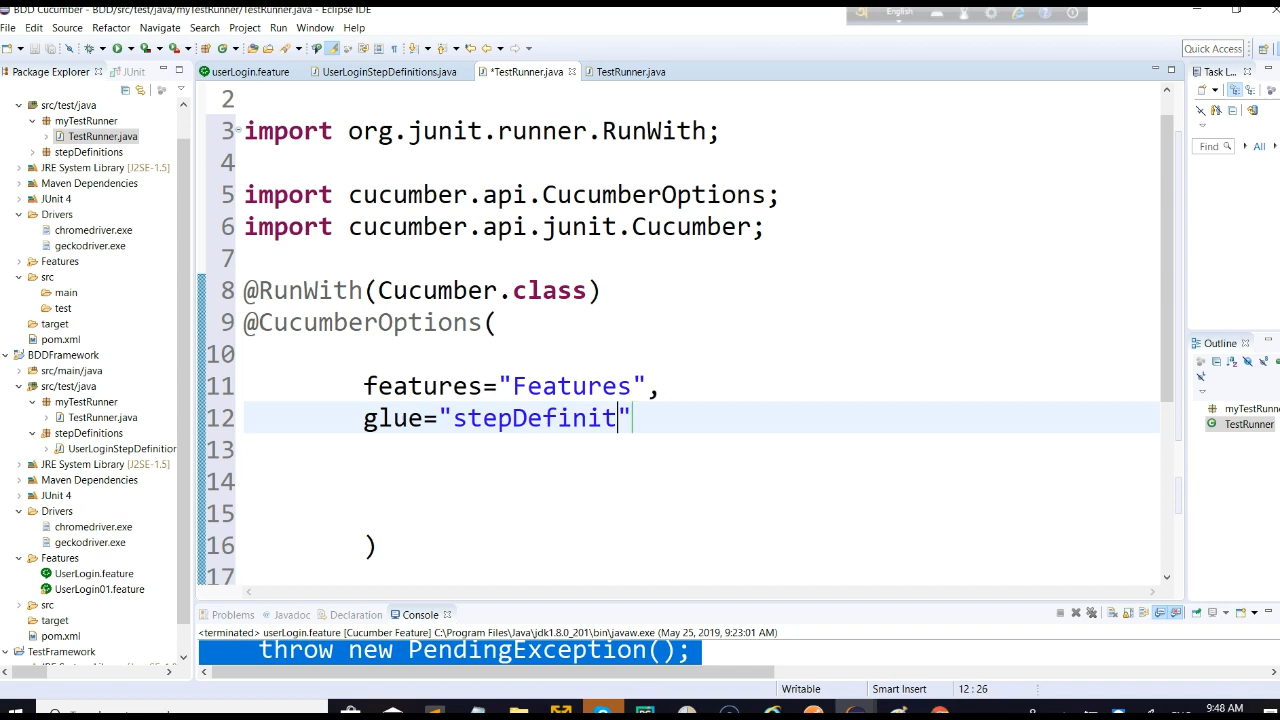 BDD Cucumber - BDD/src/test/java/myTestRunner/TestRunner.java - Eclipse IDE
English
File Edit Source Refactor Navigate Search Project Run Window Help
Quick Access
Package Explorer JUnit
userLogin.feature UserLoginStepDefinitions.java *TestRunner.java TestRunner.java
Task L...
src/test/java
myTestRunner
TestRunner.java
stepDefinitions
JRE System Library [J2SE-1.5]
Maven Dependencies
JUnit 4
Drivers
chromedriver.exe
geckodriver.exe
Features
src
main
test
target
pom.xml
BDDFramework
src/main/java
src/test/java
myTestRunner
TestRunner.java
stepDefinitions
UserLoginStepDefinition
JRE System Library [J2SE-1.5]
Maven Dependencies
JUnit 4
Drivers
chromedriver.exe
geckodriver.exe
Features
UserLogin.feature
UserLogin01.feature
src
target
pom.xml
TestFramework
2
3 import org.junit.runner.RunWith;
4
5 import cucumber.api.CucumberOptions;
6 import cucumber.api.junit.Cucumber;
7
8 @RunWith(Cucumber.class)
9 @CucumberOptions(
10
11 features="Features",
12 glue="stepDefinit"
13
14
15
16 )
17
Find All
Outline
myTestRunn
TestRunner
Problems Javadoc Declaration Console
<terminated> userLogin.feature [Cucumber Feature] C:\Program Files\Java\jdk1.8.0_201\bin\javaw.exe (May 25, 2019, 9:23:01 AM)
throw new PendingException();
Writable Smart Insert 12 : 26
ENG 9:48 AM